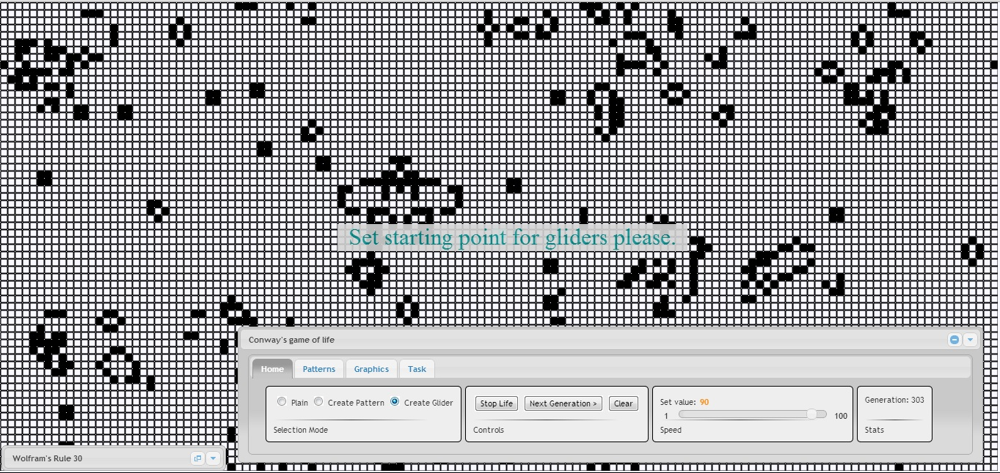 Set starting point for gliders please.
Conway's game of life
Home Patterns Graphics Task
Plain Create Pattern Create Glider
Selection Mode
Stop Life Next Generation > Clear
Controls
Set value: 90
1 100
Speed
Generation: 303
Stats
Wolfram's Rule 30